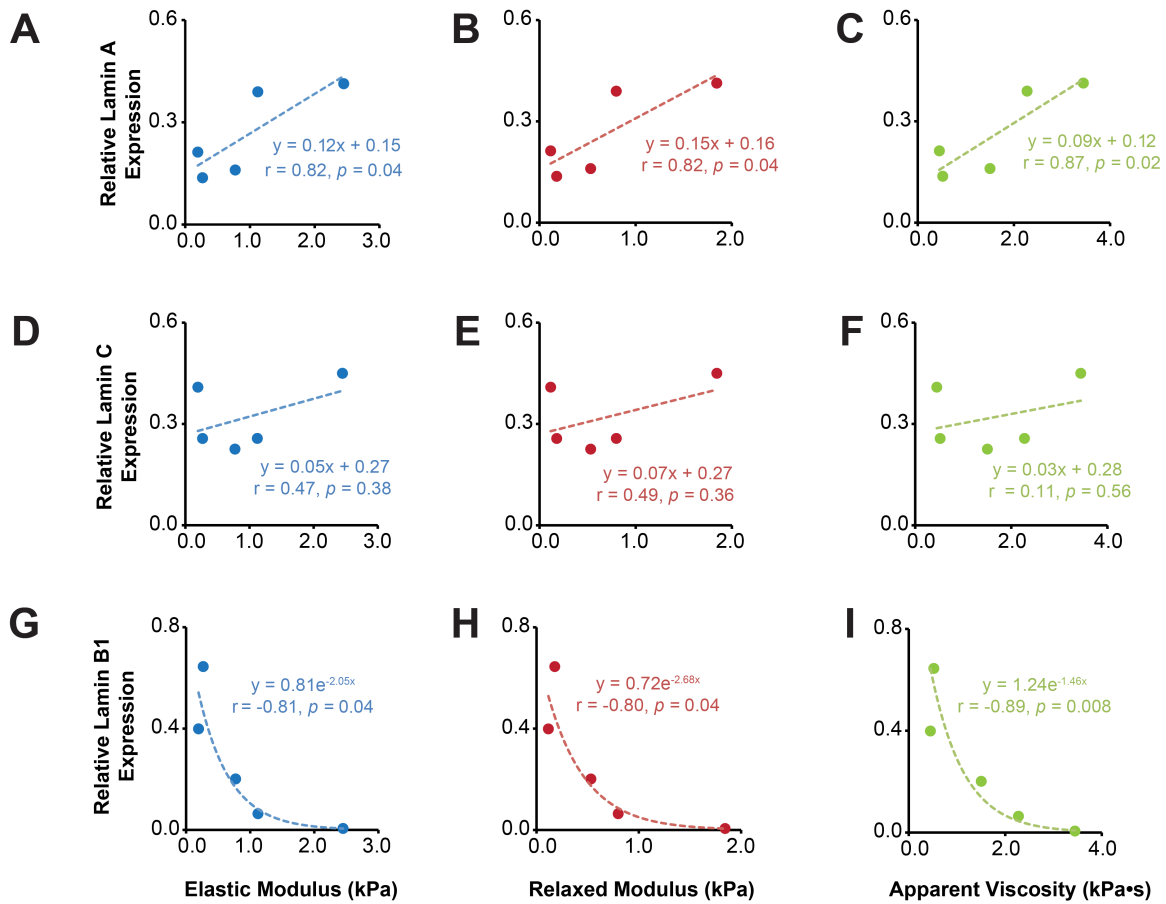 A
B
C
Relative Lamin A
Expression
0.6
0.3
0.0
y = 0.12x + 0.15
r = 0.82, p = 0.04
0.0 1.0 2.0 3.0
0.6
0.3
0.0
y = 0.15x + 0.16
r = 0.82, p = 0.04
0.0 1.0 2.0
0.6
0.3
0.0
y = 0.09x + 0.12
r = 0.87, p = 0.02
0.0 2.0 4.0
D
E
F
Relative Lamin C
Expression
0.6
0.3
0.0
y = 0.05x + 0.27
r = 0.47, p = 0.38
0.0 1.0 2.0 3.0
0.6
0.3
0.0
y = 0.07x + 0.27
r = 0.49, p = 0.36
0.0 1.0 2.0
0.6
0.3
0.0
y = 0.03x + 0.28
r = 0.11, p = 0.56
0.0 2.0 4.0
G
H
I
Relative Lamin B1
Expression
0.8
0.4
0.0
y = 0.81e-2.05x
r = -0.81, p = 0.04
0.0 1.0 2.0 3.0
Elastic Modulus (kPa)
0.8
0.4
0.0
y = 0.72e-2.68x
r = -0.80, p = 0.04
0.0 1.0 2.0
Relaxed Modulus (kPa)
0.8
0.4
0.0
y = 1.24e-1.46x
r = -0.89, p = 0.008
0.0 2.0 4.0
Apparent Viscosity (kPa•s)